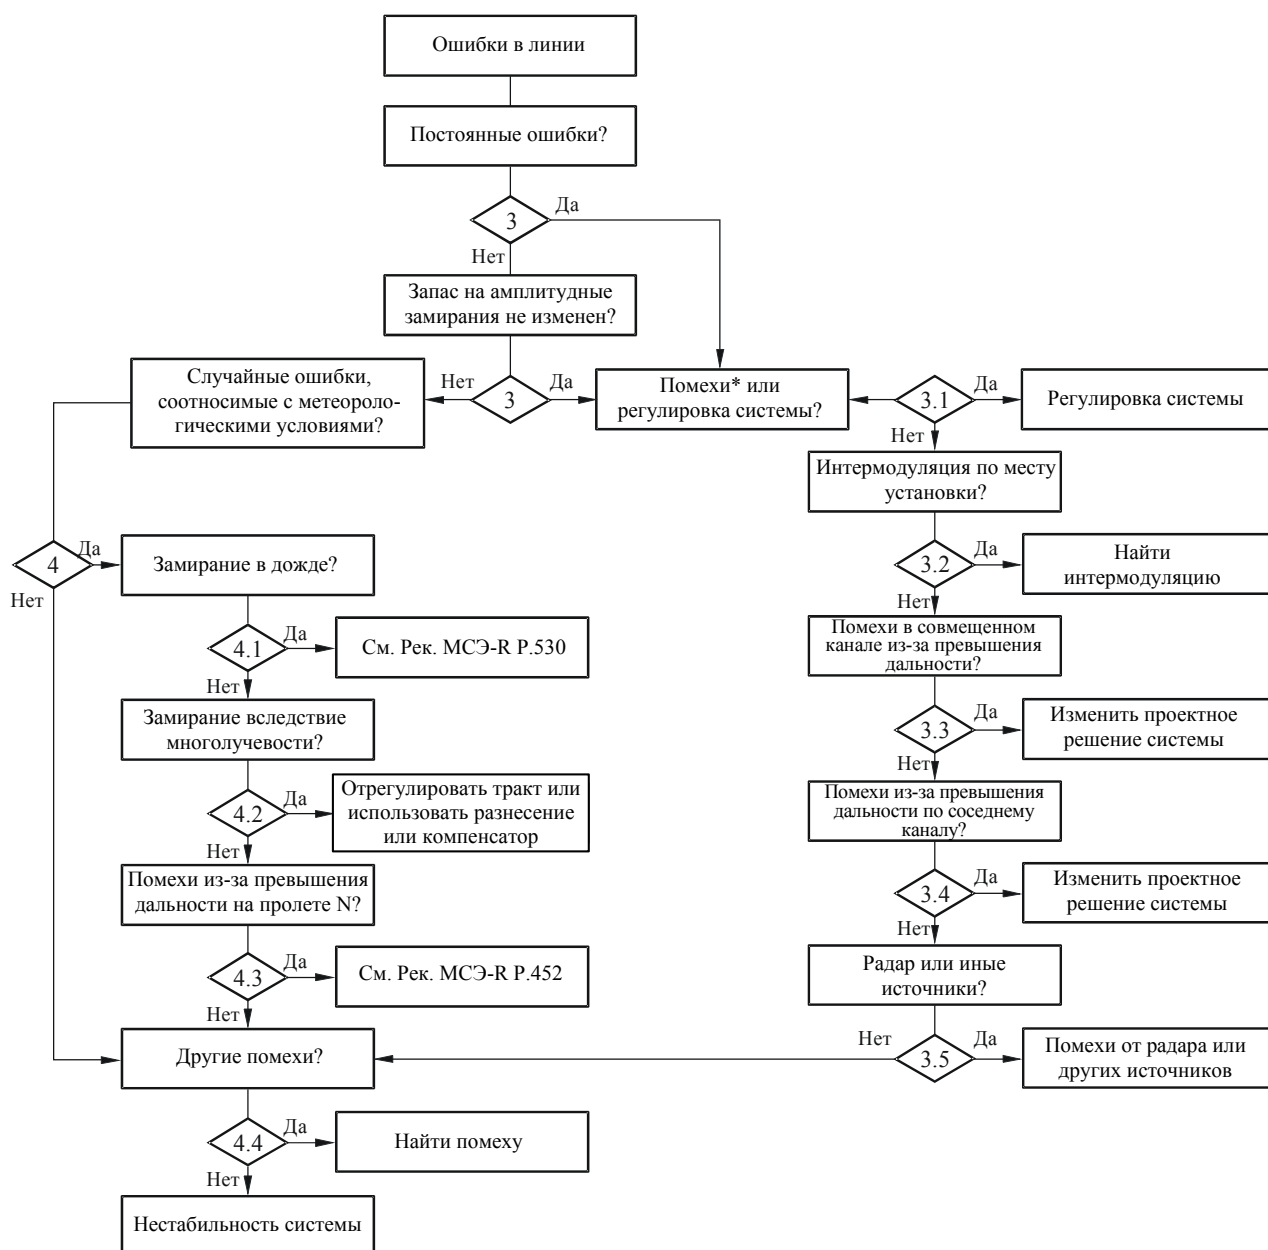 Ошибки в линии
Постоянные ошибки?
3
Да
Нет
Запас на амплитудные
замирания не изменен?
Случайные ошибки,
соотносимые с метеороло-
гическими условиями?
Нет
3
Да
Помехи* или
регулировка системы?
3.1
Да
Регулировка системы
Нет
Интермодуляция по месту
установки?
3.2
Да
Найти
интермодуляцию
Нет
Помехи в совмещенном
канале из-за превышения
дальности?
3.3
Да
Изменить проектное
решение системы
Нет
Помехи из-за превышения
дальности по соседнему
каналу?
3.4
Да
Изменить проектное
решение системы
Нет
Радар или иные
источники?
Нет
3.5
Да
Помехи от радара или
других источников
4
Да
Нет
Замирание в дожде?
4.1
Да
См. Рек. МСЭ-R P.530
Нет
Замирание вследствие
многолучевости?
4.2
Да
Отрегулировать тракт или
использовать разнесение
или компенсатор
Нет
Помехи из-за превышения
дальности на пролете N?
4.3
Да
См. Рек. МСЭ-R P.452
Нет
Другие помехи?
4.4
Да
Найти помеху
Нет
Нестабильность системы